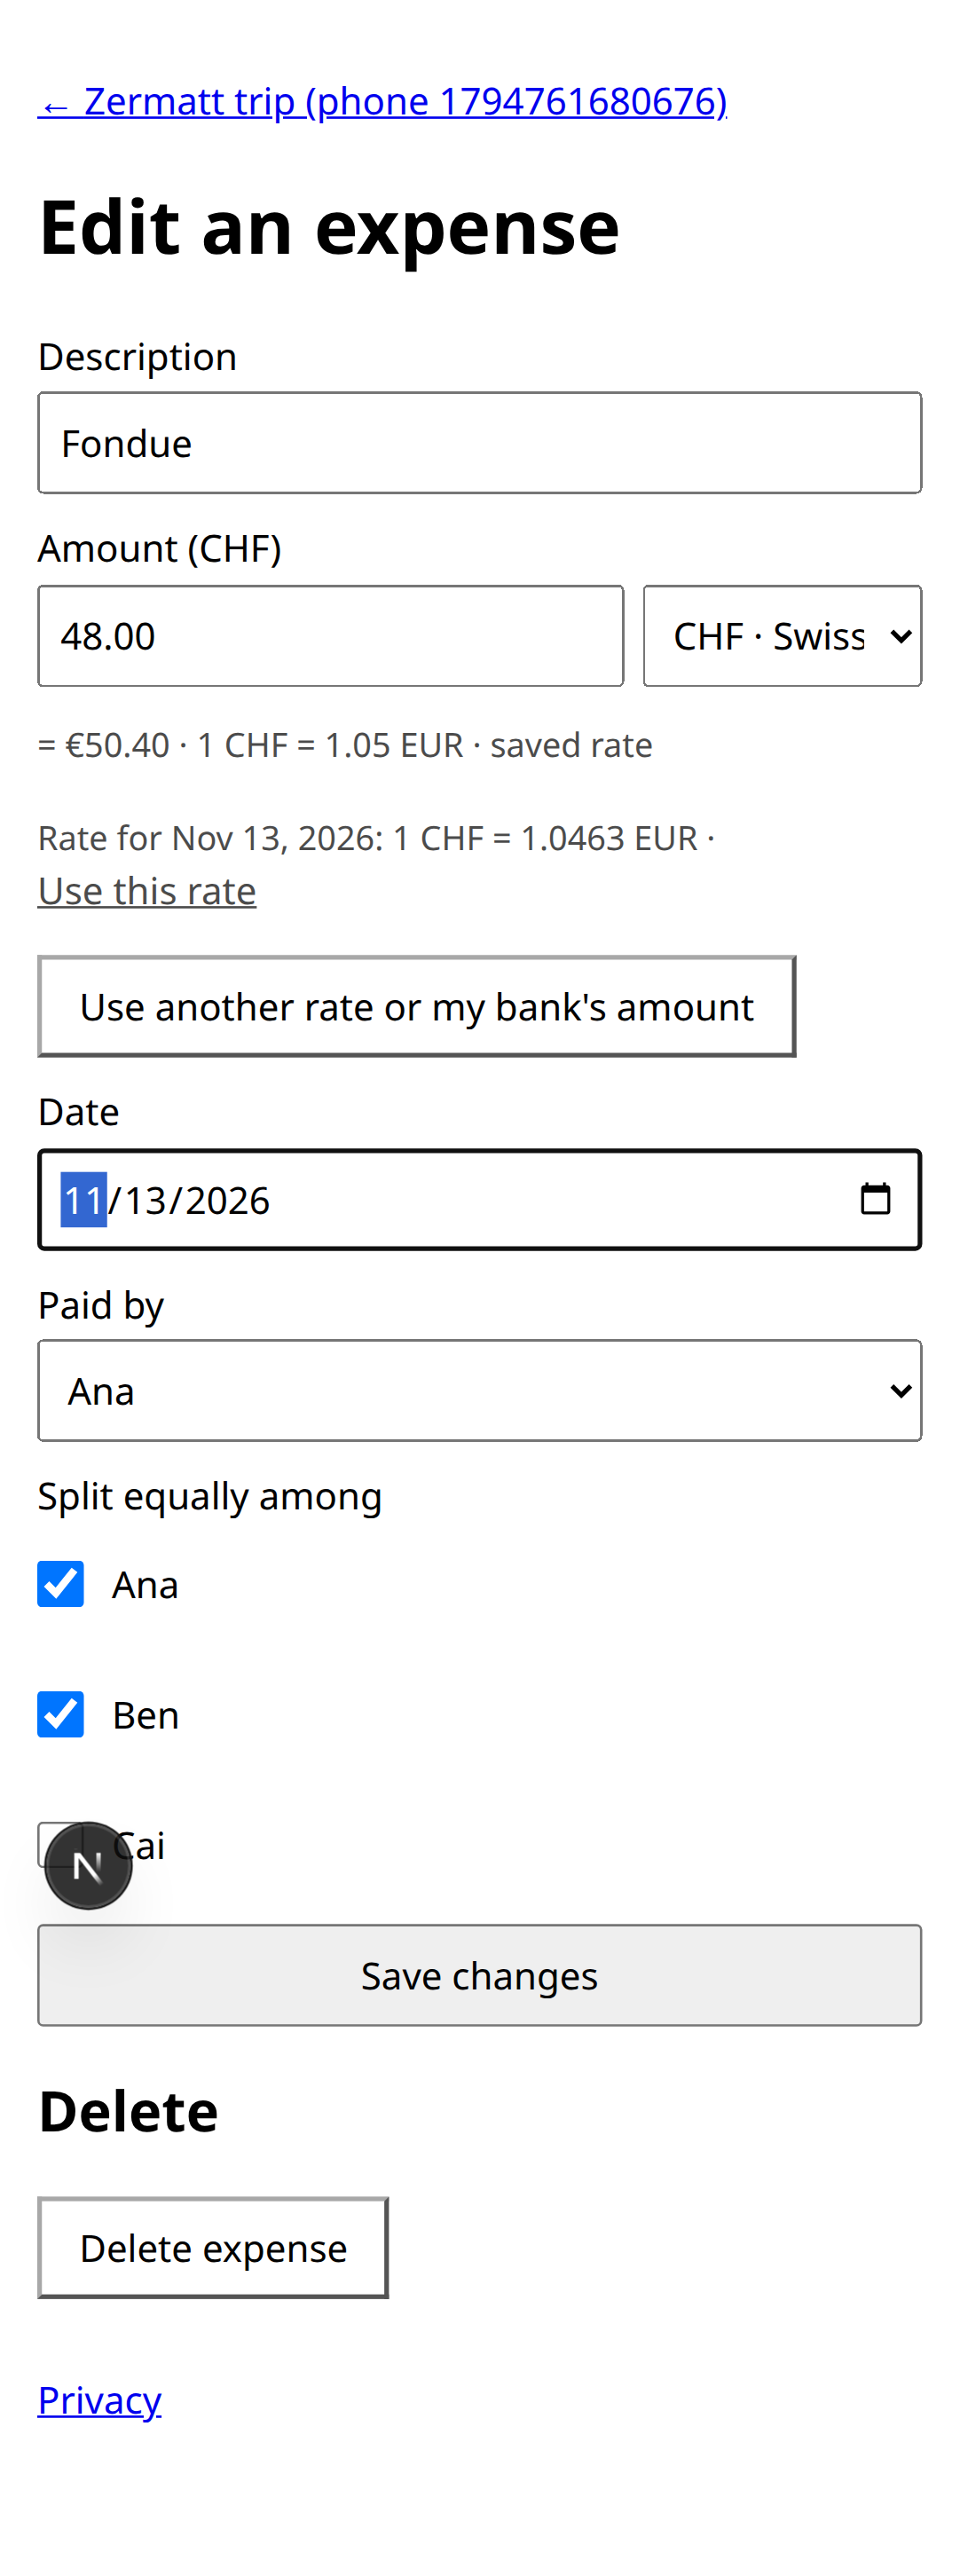 ← Zermatt trip (phone 1794761680676)
Edit an expense
Description
Fondue
Amount (CHF)
48.00
CHF · Swiss
= €50.40 · 1 CHF = 1.05 EUR · saved rate
Rate for Nov 13, 2026: 1 CHF = 1.0463 EUR ·
Use this rate
Use another rate or my bank's amount
Date
11/13/2026
Paid by
Ana
Split equally among
Ana
Ben
Cai
N
Save changes
Delete
Delete expense
Privacy